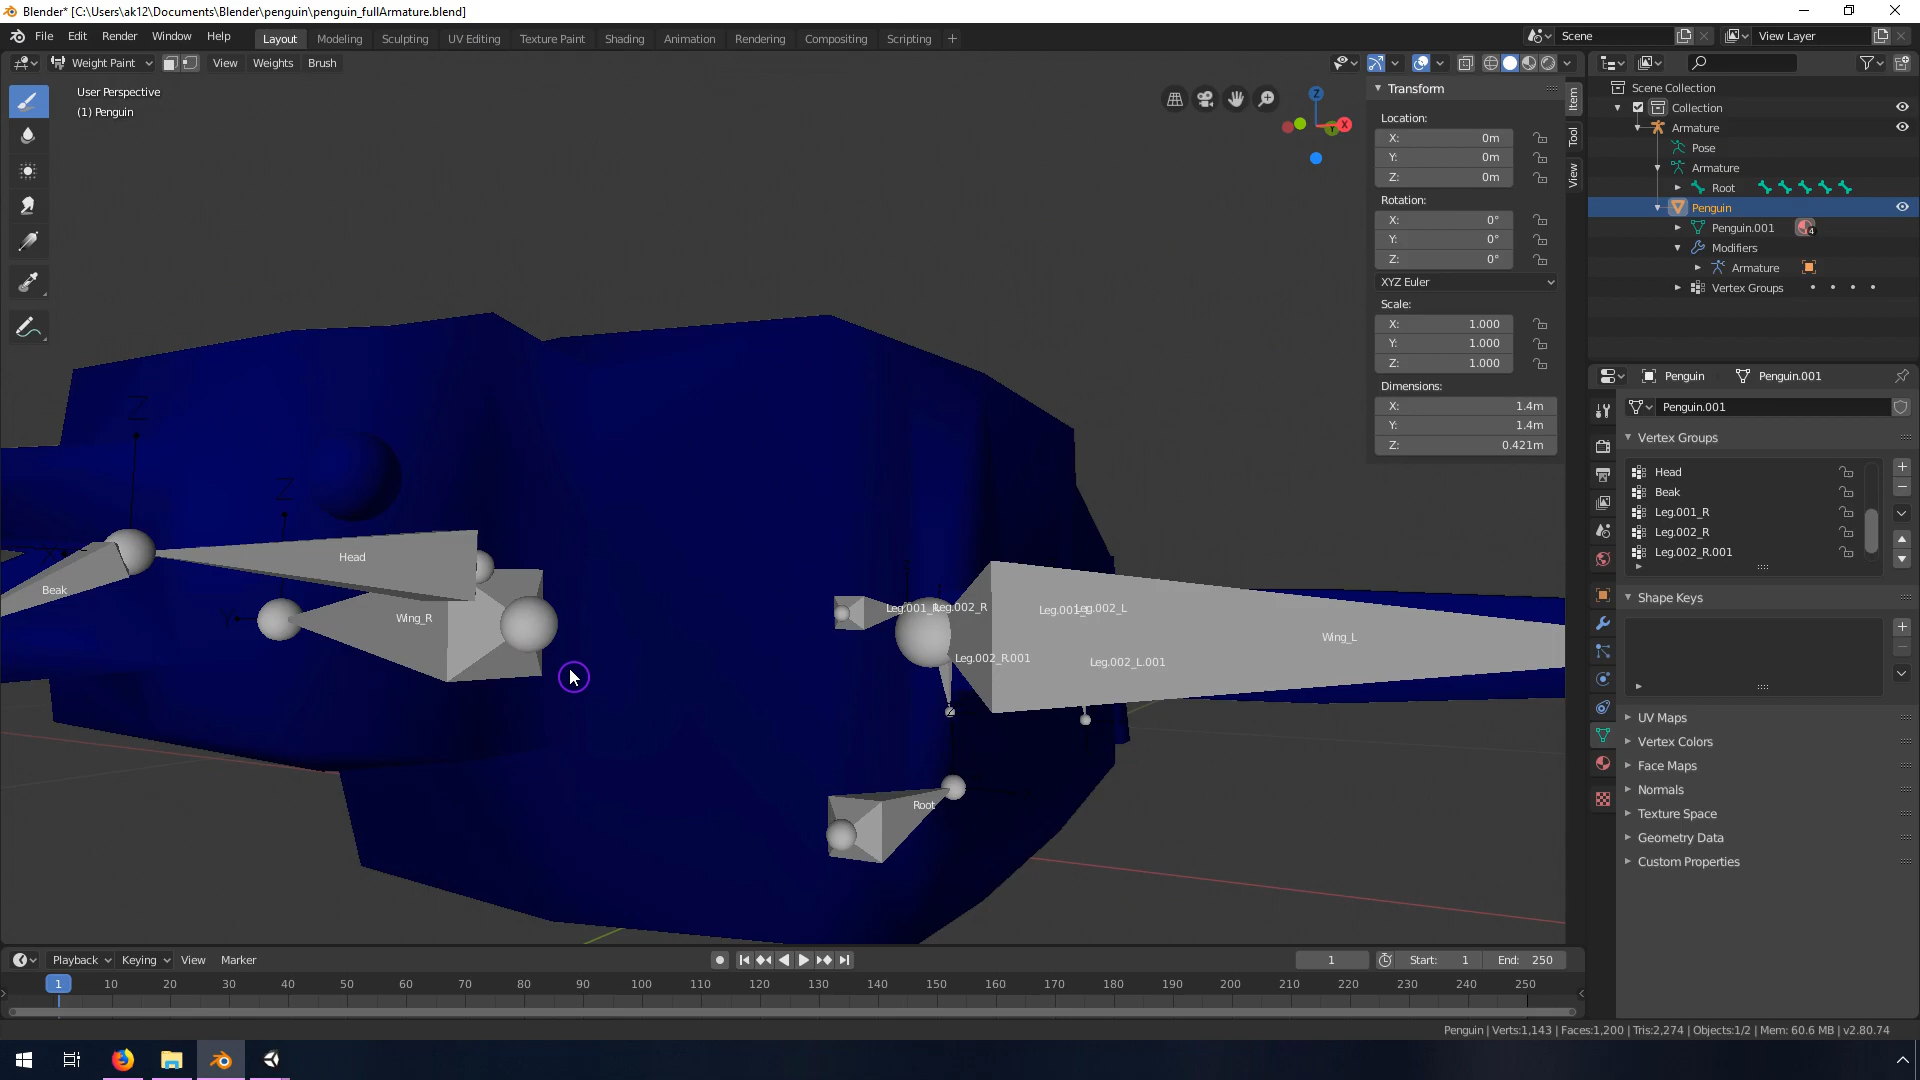 Blender* [C:\Users\ak12\Documents\Blender\penguin\penguin_fullArmature.blend]
File Edit Render Window Help
Layout Modeling Sculpting UV Editing Texture Paint Shading Animation Rendering Compositing Scripting +
Scene
View Layer
Weight Paint View Weights Brush
User Perspective
(1) Penguin
Z
X
Y
Transform
Location:
X: 0m
Y: 0m
Z: 0m
Rotation:
X: 0°
Y: 0°
Z: 0°
XYZ Euler
Scale:
X: 1.000
Y: 1.000
Z: 1.000
Dimensions:
X: 1.4m
Y: 1.4m
Z: 0.421m
Item
Tool
View
Scene Collection
Collection
Armature
Pose
Armature
Root
Penguin
Penguin.001 4
Modifiers
Armature
Vertex Groups
Penguin Penguin.001
Penguin.001
Vertex Groups
Head
Beak
Leg.001_R
Leg.002_R
Leg.002_R.001
Shape Keys
UV Maps
Vertex Colors
Face Maps
Normals
Texture Space
Geometry Data
Custom Properties
Z
Z
X
Y
Beak
Head
Wing_R
Leg.001_R
Leg.002_R
Leg.001_L
Leg.002_L
Wing_L
Leg.002_R.001
Leg.002_L.001
Root
Playback Keying View Marker
1 Start: 1 End: 250
1 10 20 30 40 50 60 70 80 90 100 110 120 130 140 150 160 170 180 190 200 210 220 230 240 250
Penguin | Verts:1,143 | Faces:1,200 | Tris:2,274 | Objects:1/2 | Mem: 60.6 MB | v2.80.74